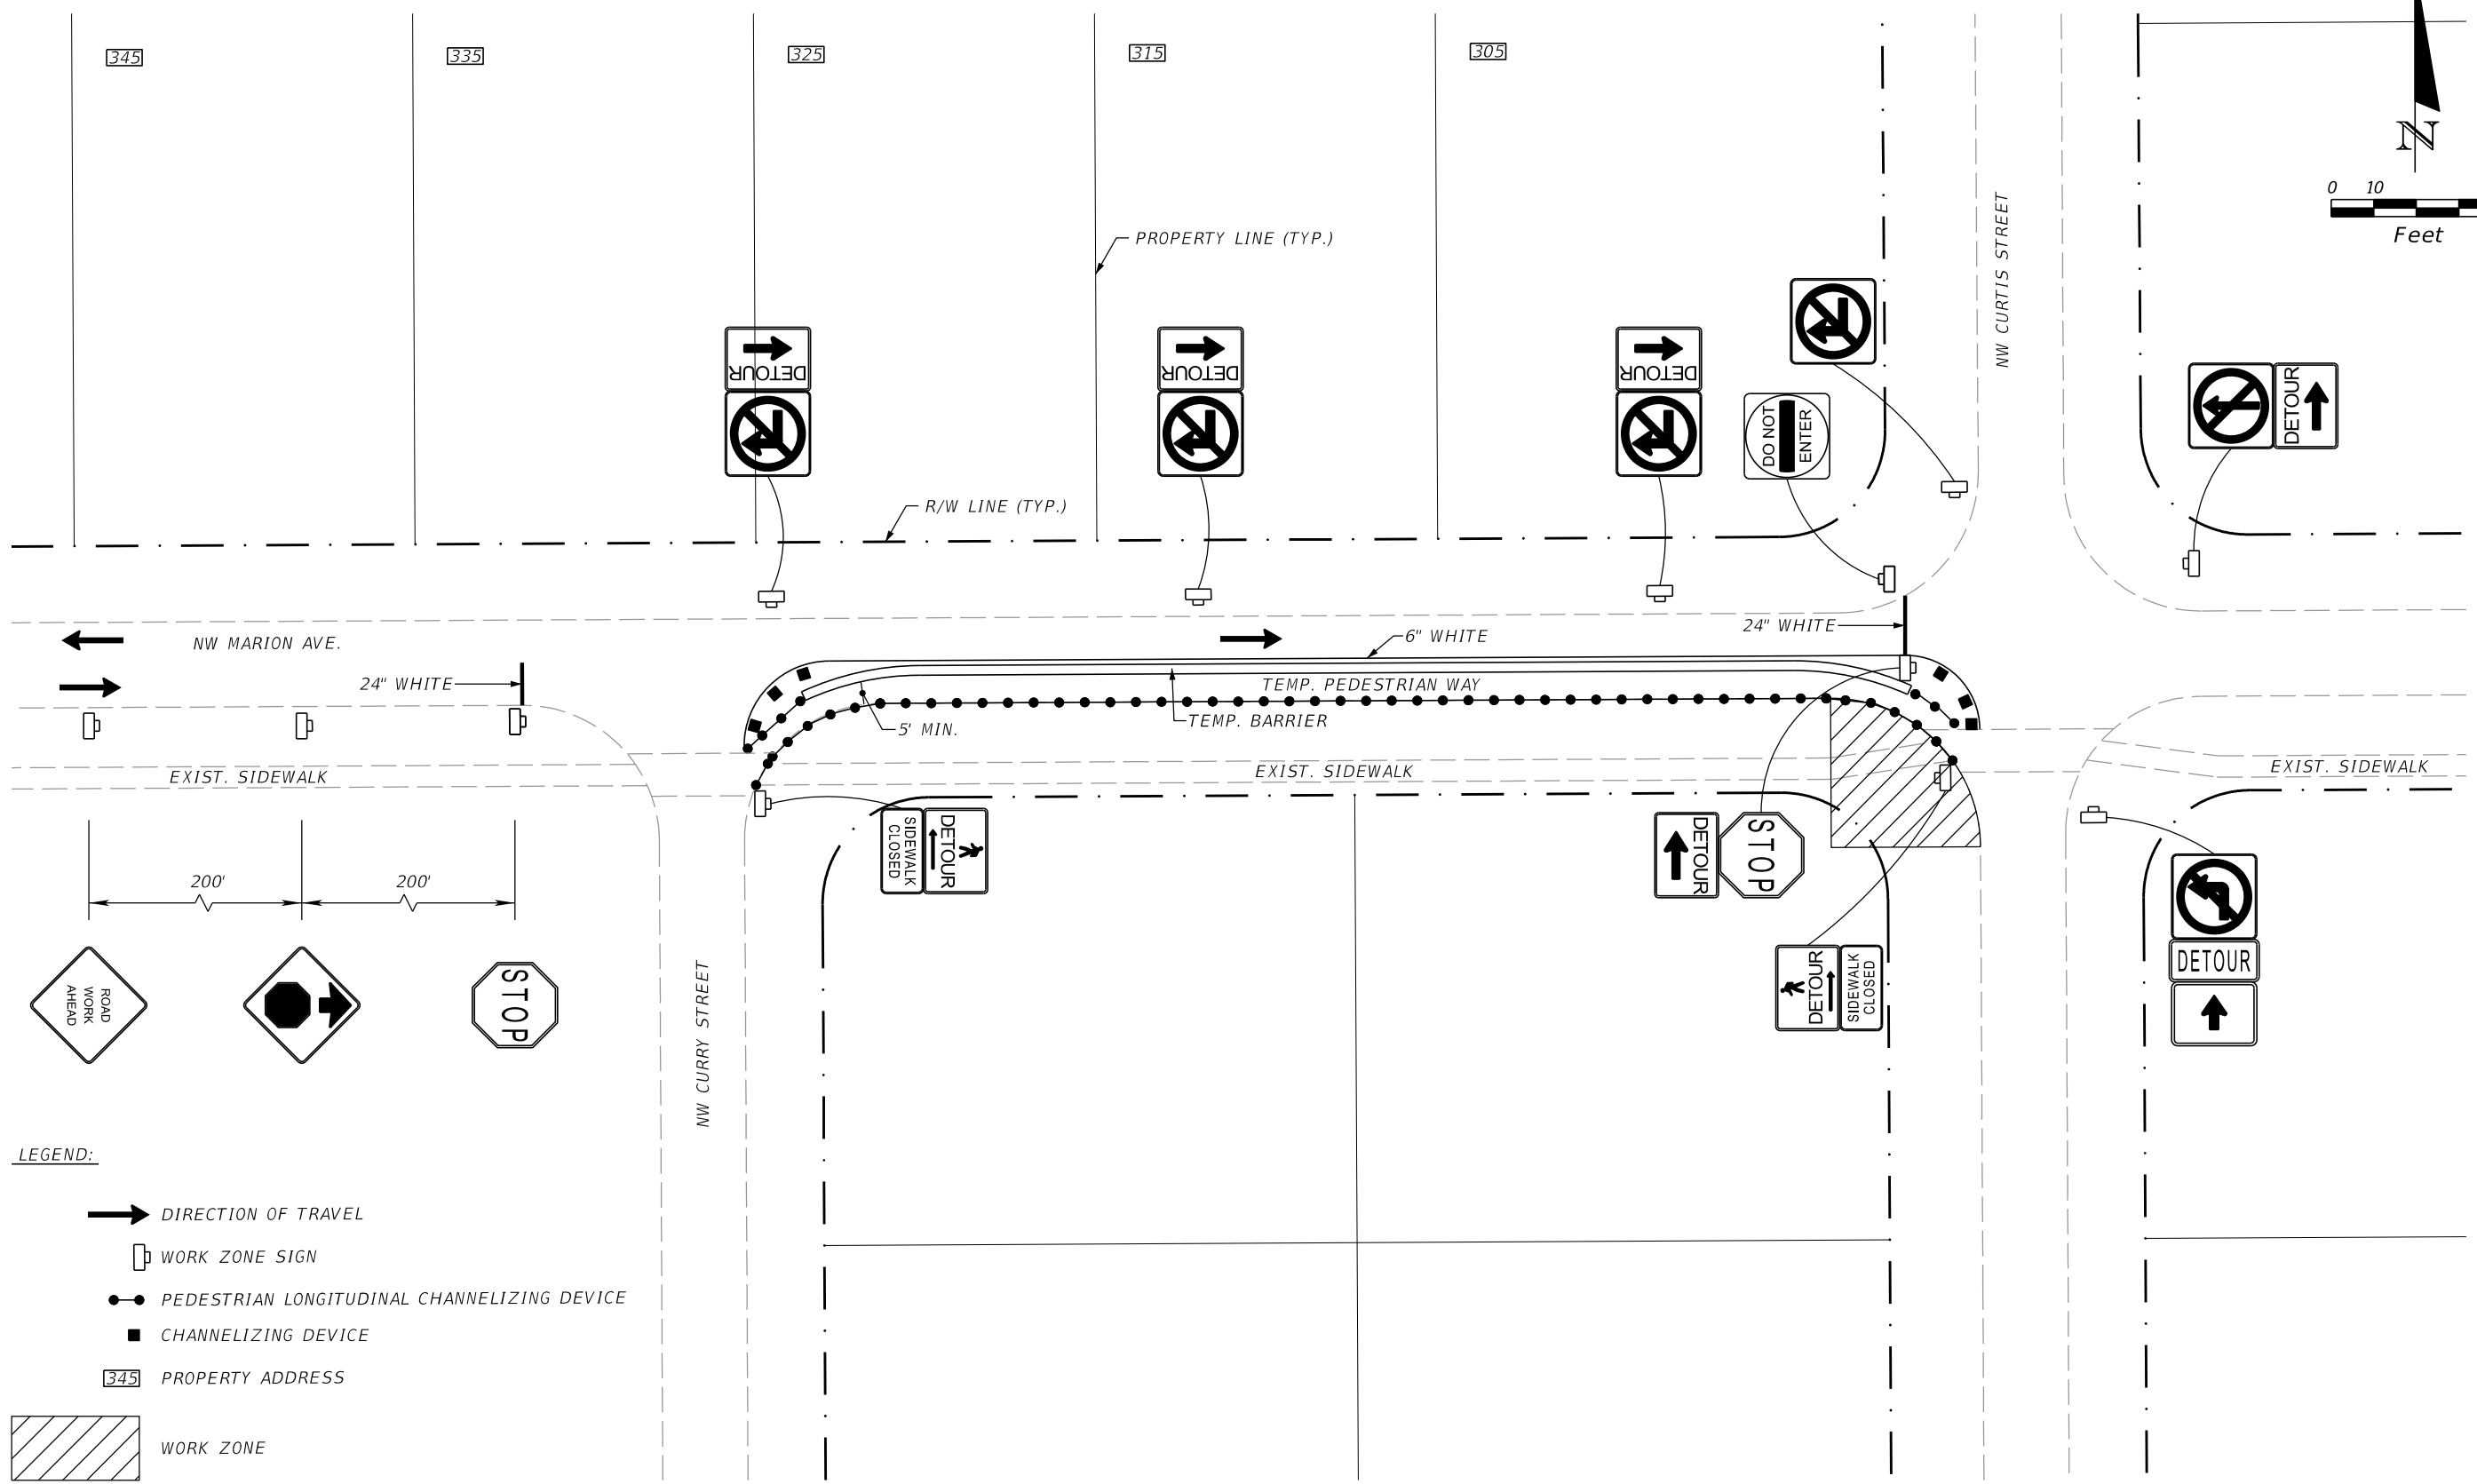 345
335
325
315
305
N
0 10
Feet
PROPERTY LINE (TYP.)
NW CURTIS STREET
DETOUR
DETOUR
DETOUR
DO NOT
ENTER
DETOUR
R/W LINE (TYP.)
NW MARION AVE.
24" WHITE
6" WHITE
24" WHITE
TEMP. PEDESTRIAN WAY
TEMP. BARRIER
5' MIN.
EXIST. SIDEWALK
EXIST. SIDEWALK
EXIST. SIDEWALK
200'
200'
SIDEWALK
CLOSED
DETOUR
DETOUR
STOP
DETOUR
SIDEWALK
CLOSED
DETOUR
ROAD
WORK
AHEAD
STOP
NW CURRY STREET
LEGEND:
DIRECTION OF TRAVEL
WORK ZONE SIGN
PEDESTRIAN LONGITUDINAL CHANNELIZING DEVICE
CHANNELIZING DEVICE
345 PROPERTY ADDRESS
WORK ZONE